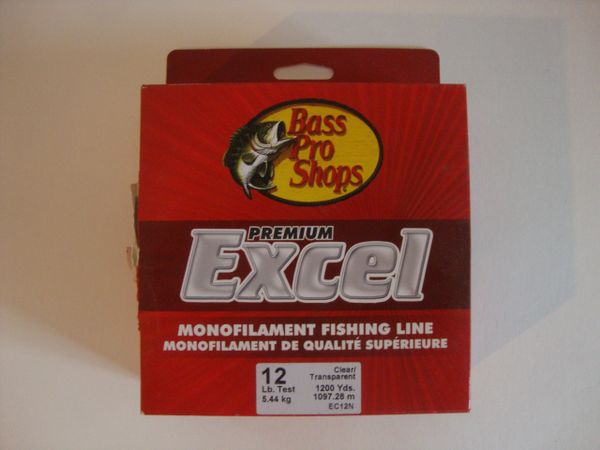 Bass
Pro
Shops®
PREMIUM
Excel
MONOFILAMENT FISHING LINE
MONOFILAMENT DE QUALITÉ SUPÉRIEURE
12
Lb. Test
5.44 kg
Clear/
Transparent
1200 Yds.
1097.28 m
EC12N